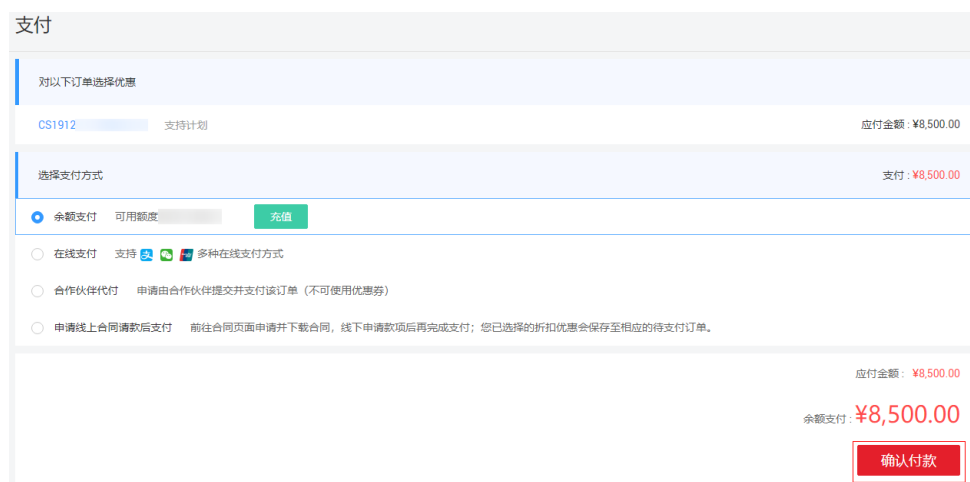 支付
对以下订单选择优惠
CS1912 支持计划 应付金额 : ¥8,500.00
选择支付方式 支付 : ¥8,500.00
余额支付 可用额度 充值
在线支付 支持 多种在线支付方式
合作伙伴代付 申请由合作伙伴提交并支付该订单（不可使用优惠券）
申请线上合同请款后支付 前往合同页面申请并下载合同，线下申请款项后再完成支付；您已选择的折扣优惠会保存至相应的待支付订单。
应付金额 : ¥8,500.00
余额支付 : ¥8,500.00
确认付款